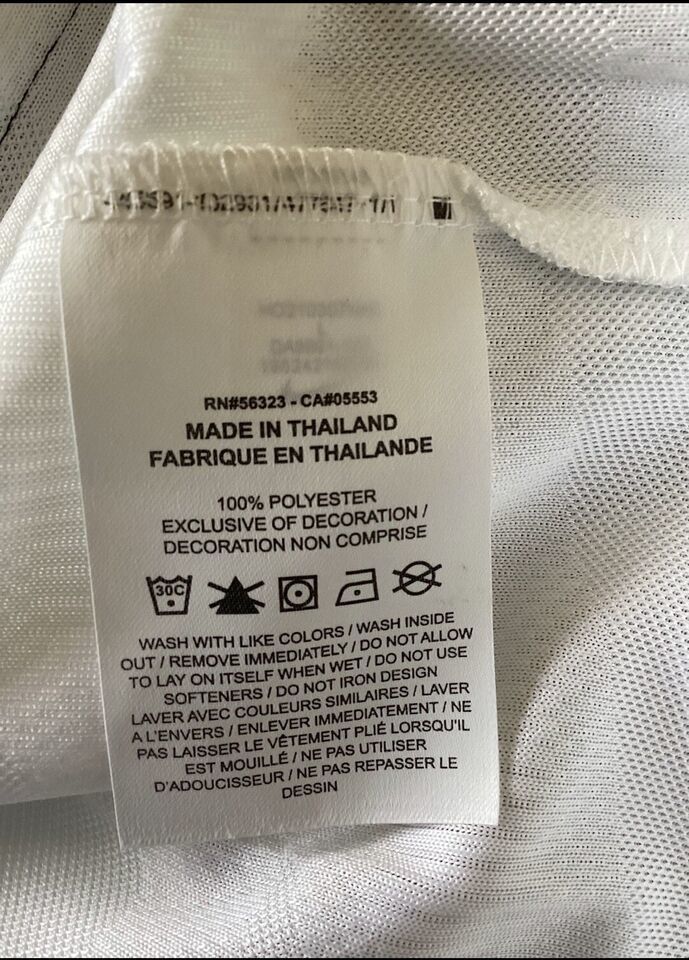 RN#56323 - CA#05553
MADE IN THAILAND
FABRIQUE EN THAILANDE
100% POLYESTER
EXCLUSIVE OF DECORATION /
DECORATION NON COMPRISE
30C
WASH WITH LIKE COLORS / WASH INSIDE
OUT / REMOVE IMMEDIATELY / DO NOT ALLOW
TO LAY ON ITSELF WHEN WET / DO NOT USE
SOFTENERS / DO NOT IRON DESIGN
LAVER AVEC COULEURS SIMILAIRES / LAVER
A L'ENVERS / ENLEVER IMMEDIATEMENT / NE
PAS LAISSER LE VÊTEMENT PLIÉ LORSQU'IL
EST MOUILLÉ / NE PAS UTILISER
D'ADOUCISSEUR / NE PAS REPASSER LE
DESSIN